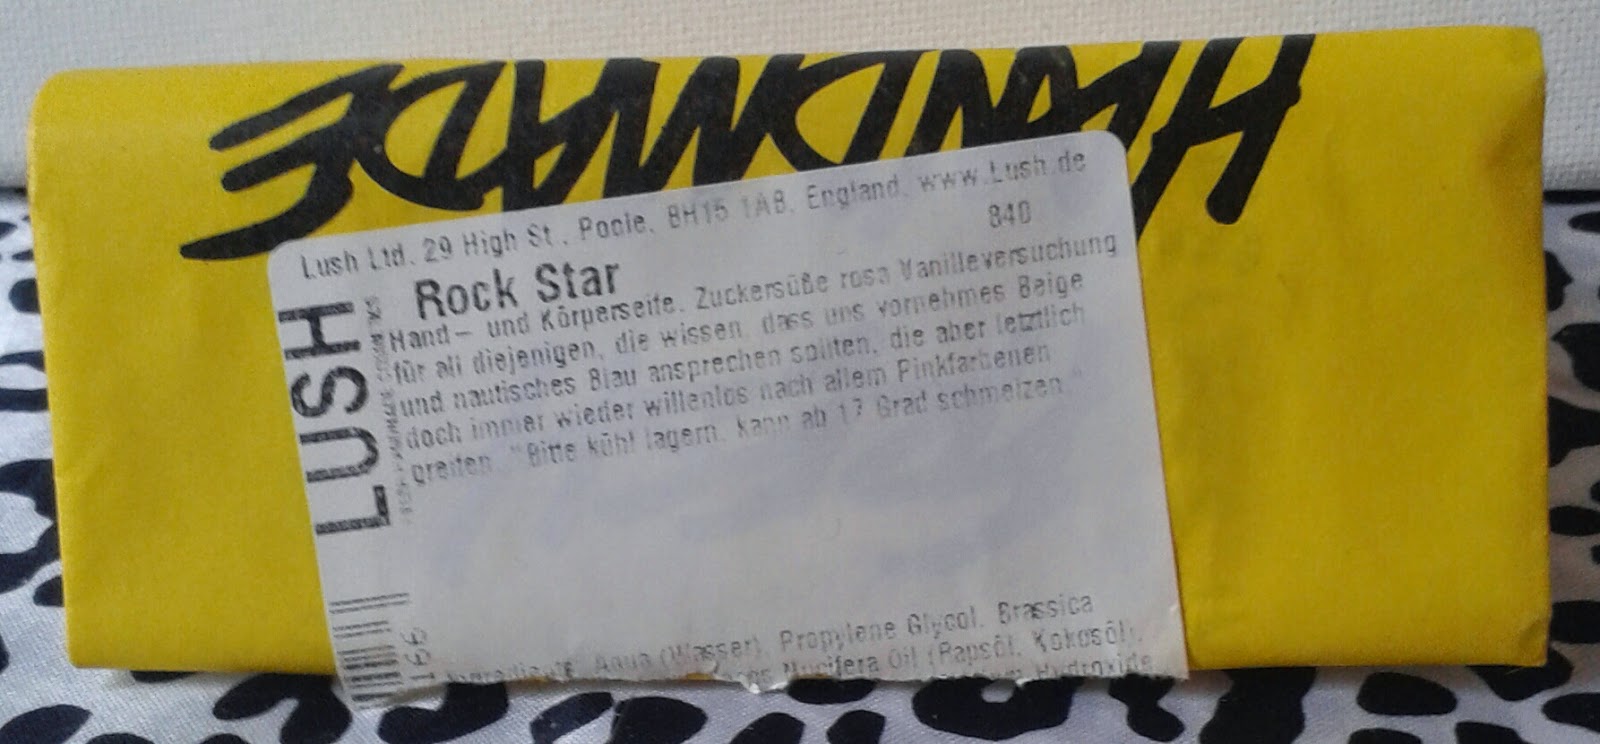 HANDMADE
Lush Ltd. 29 High St., Poole, BH15 1AB, England. www.Lush.de
840
Rock Star
Hand- und Körperseife. Zuckersüße rosa Vanilleversuchung
für all diejenigen, die wissen, dass uns vornehmes Beige
und nautisches Blau ansprechen sollten, die aber letztlich
doch immer wieder willenlos nach allem Pinkfarbenen
greifen. "Bitte kühl lagern, kann ab 17 Grad schmelzen."
LUSH
Aqua (Wasser), Propylene Glycol, Brassica
Nucifera Oil (Rapsöl, Kokosöl),
Hydroxide